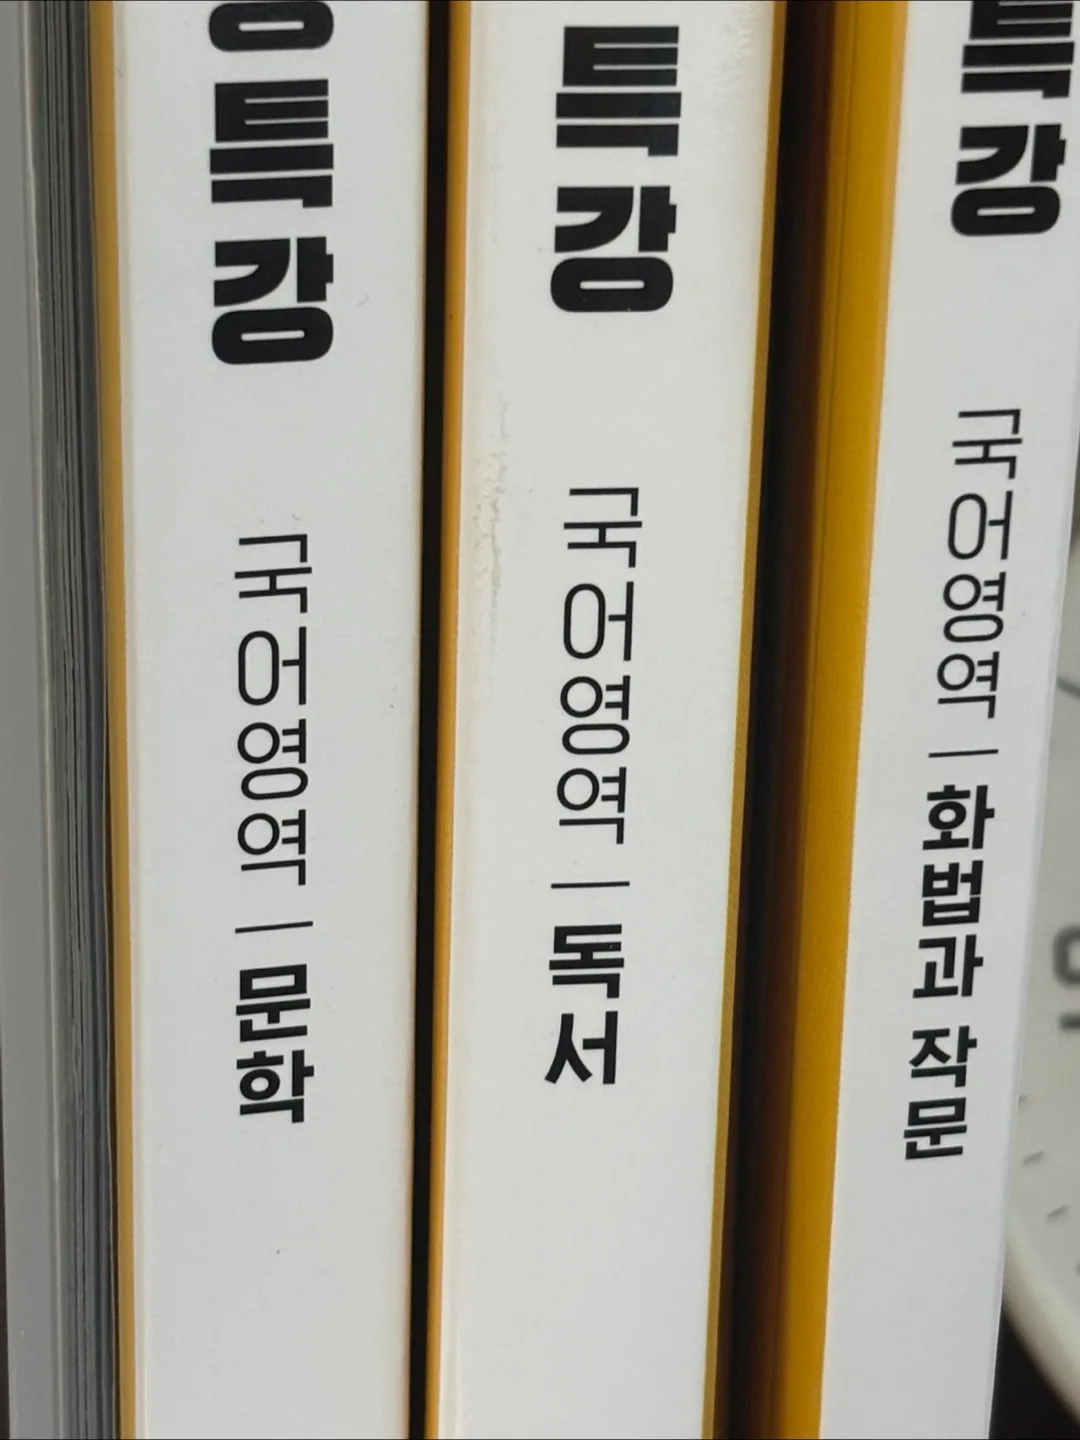 특강
국어영역 | 문학
특강
국어영역 | 독서
특강
국어영역 | 화법과 작문